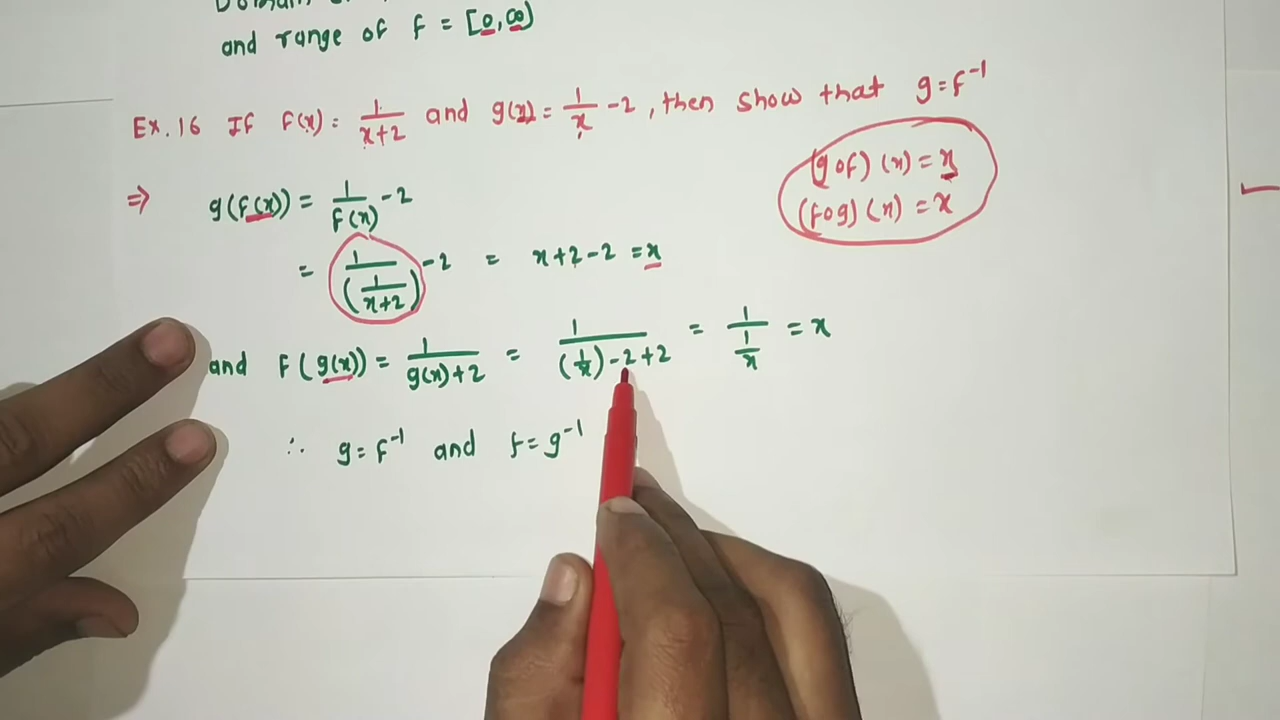 Domain of
and range of f = [0, ∞)
Ex. 16 If f(x) = 1/(x+2) and g(x) = 1/x - 2, then show that g = f⁻¹
(gof) (x) = x
(fog) (x) = x
⇒ g(f(x)) = 1/f(x) - 2
= 1/(1/(x+2)) - 2 = x+2-2 = x
and f(g(x)) = 1/(g(x)+2) = 1/((1/x)-2+2) = 1/(1/x) = x
∴ g = f⁻¹ and f = g⁻¹